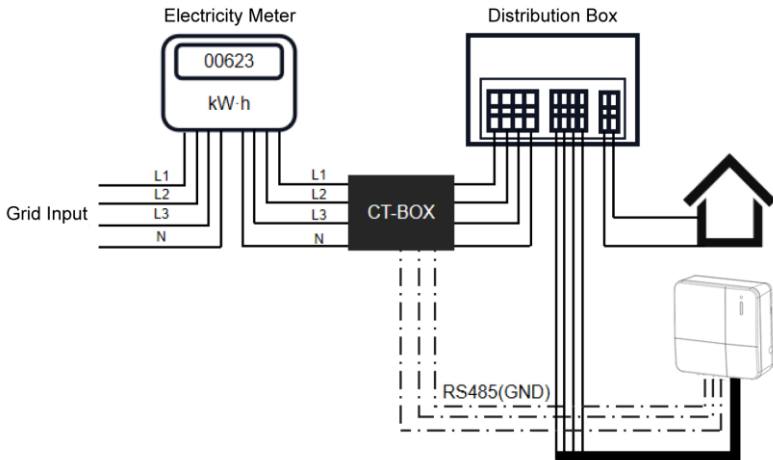 Electricity Meter
Distribution Box
00623
kW·h
Grid Input
L1
L2
L3
N
L1
L2
L3
N
CT-BOX
RS485(GND)